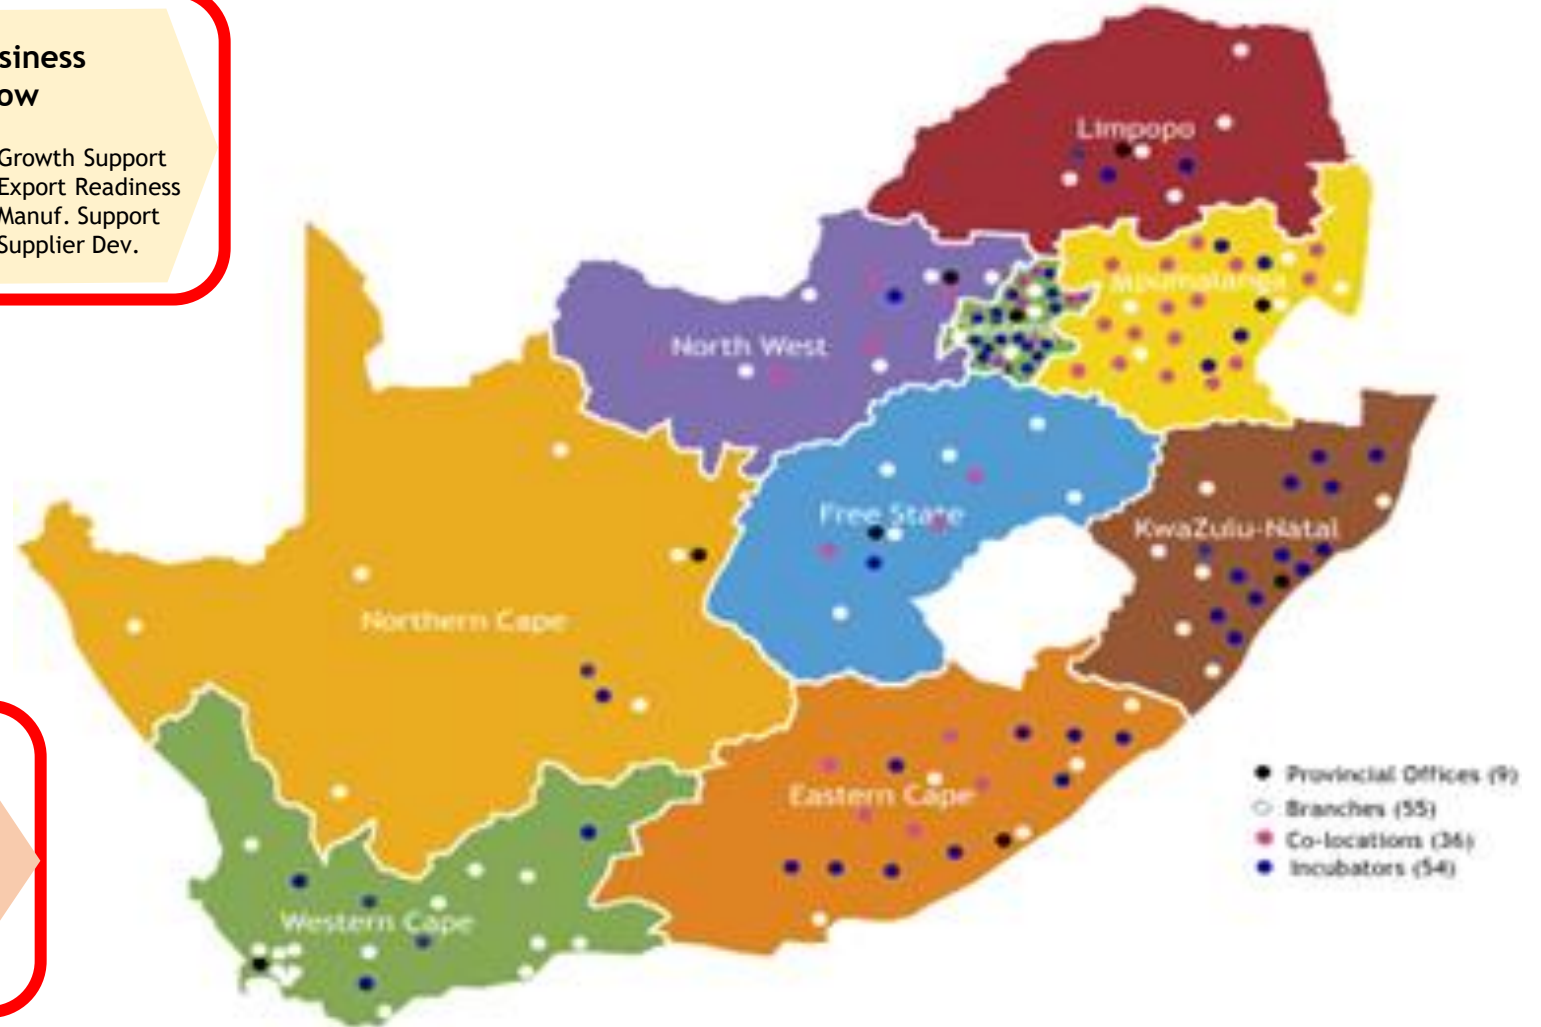 siness
ow
Growth Support
Export Readiness
Manuf. Support
Supplier Dev.
Limpopo
Mpumalanga
North West
Free State
KwaZulu-Natal
Northern Cape
Eastern Cape
Western Cape
Provincial Offices (9)
Branches (55)
Co-locations (36)
Incubators (54)